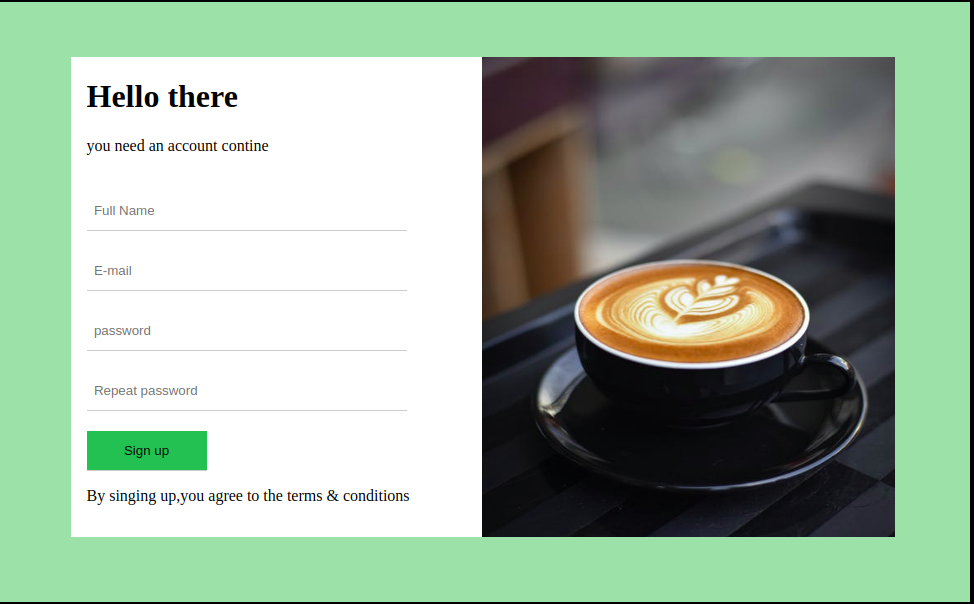 Hello there
you need an account contine
Full Name
E-mail
password
Repeat password
Sign up
By singing up,you agree to the terms & conditions